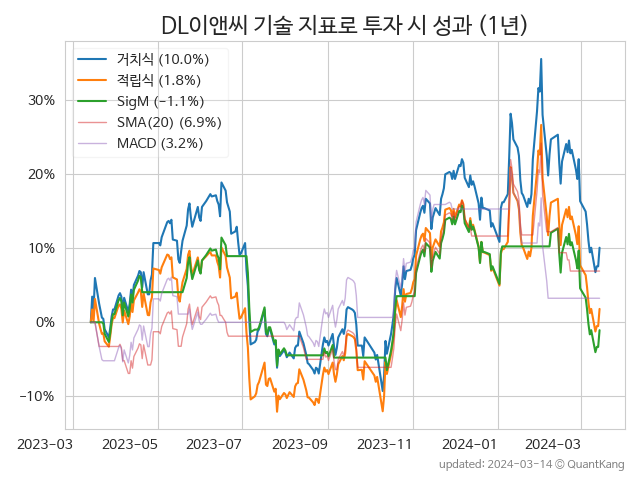 DL이앤씨 기술 지표로 투자 시 성과 (1년)
거치식 (10.0%)
적립식 (1.8%)
SigM (−1.1%)
SMA(20) (6.9%)
MACD (3.2%)
30%
20%
10%
0%
−10%
2023-03 2023-05 2023-07 2023-09 2023-11 2024-01 2024-03
updated: 2024-03-14 © QuantKang